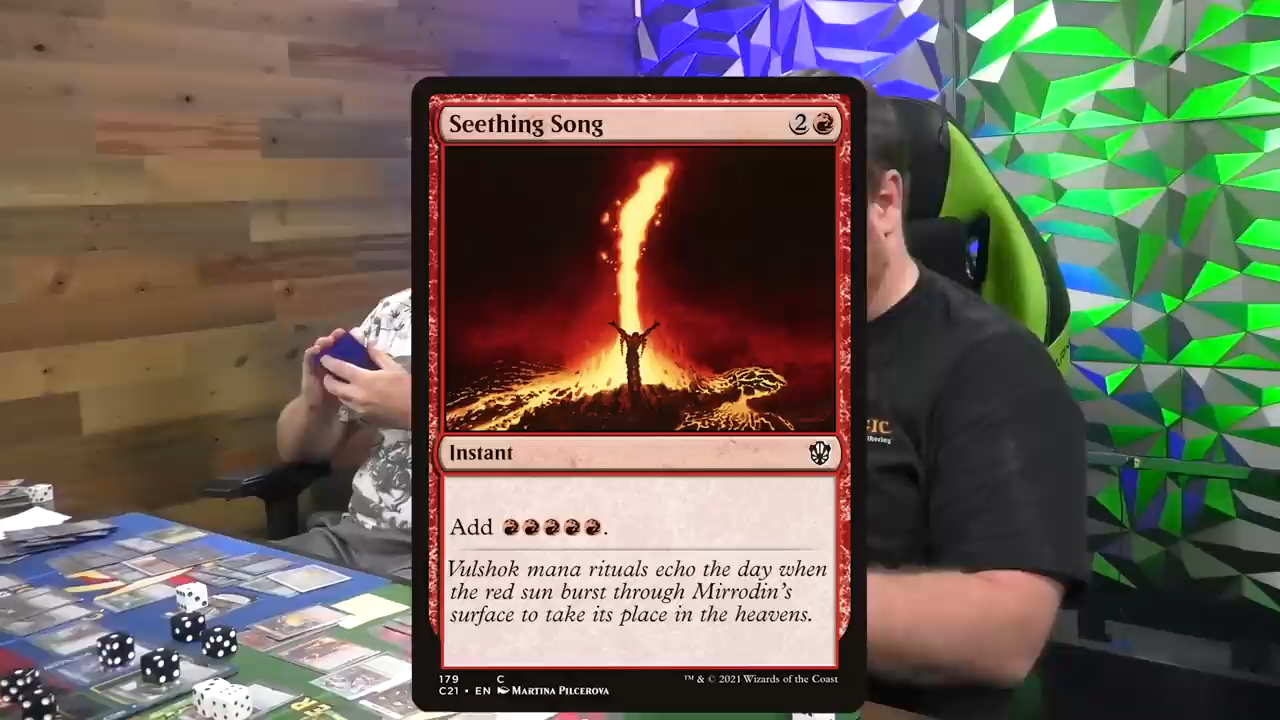 Seething Song 2
Instant
Add
Vulshok mana rituals echo the day when
the red sun burst through Mirrodin's
surface to take its place in the heavens.
179 C
C21 • EN MARTINA PILCEROVA
™ & © 2021 Wizards of the Coast